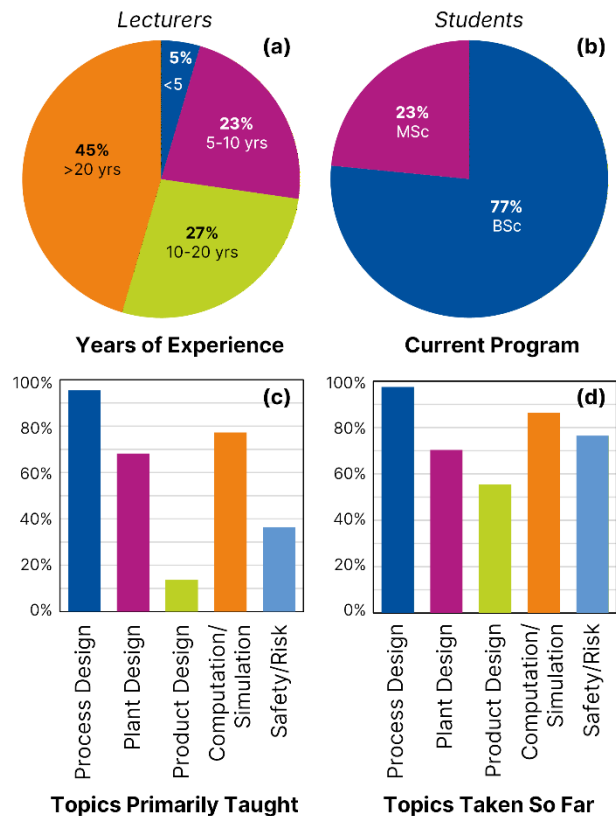 Lecturers
Students
(a)
5%
<5
23%
5-10 yrs
27%
10-20 yrs
45%
>20 yrs
Years of Experience
(b)
23%
MSc
77%
BSc
Current Program
(c)
100%
80%
60%
40%
20%
0%
Process Design
Plant Design
Product Design
Computation/
Simulation
Safety/Risk
Topics Primarily Taught
(d)
100%
80%
60%
40%
20%
0%
Process Design
Plant Design
Product Design
Computation/
Simulation
Safety/Risk
Topics Taken So Far